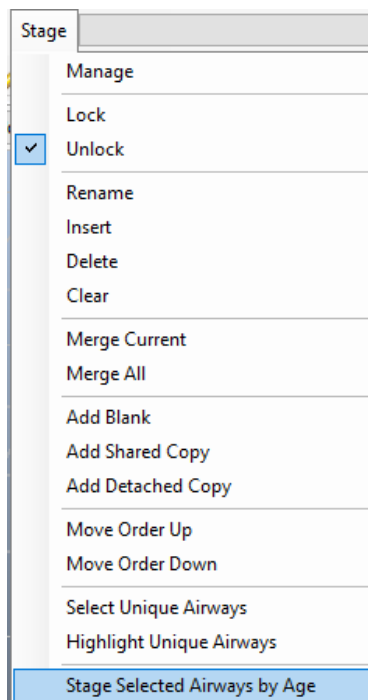 Stage
Manage
Lock
Unlock
Rename
Insert
Delete
Clear
Merge Current
Merge All
Add Blank
Add Shared Copy
Add Detached Copy
Move Order Up
Move Order Down
Select Unique Airways
Highlight Unique Airways
Stage Selected Airways by Age